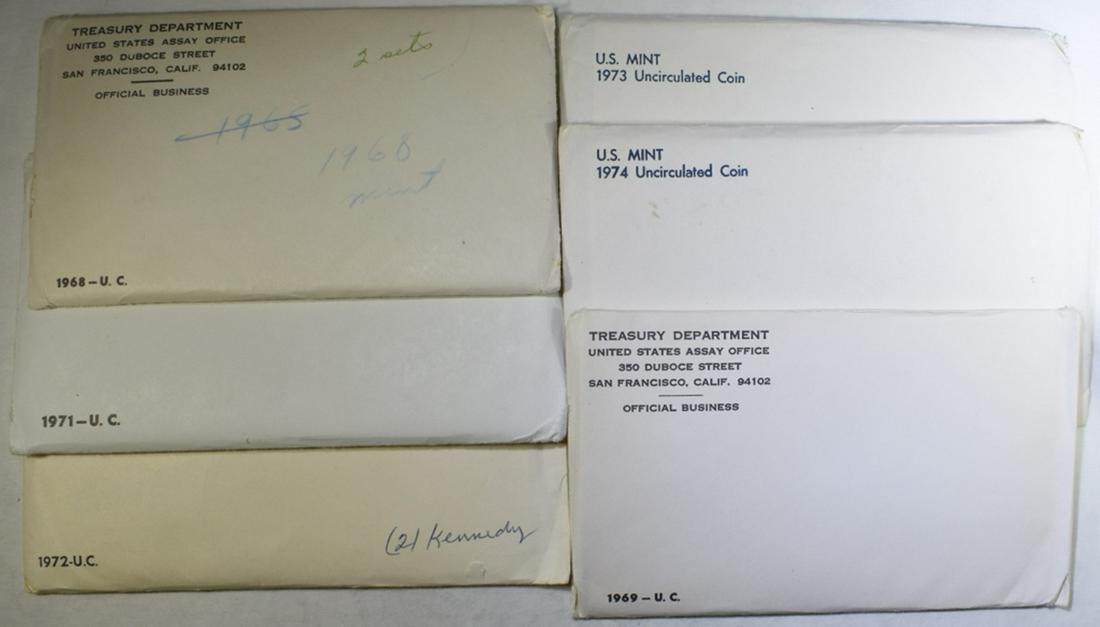 TREASURY DEPARTMENT
UNITED STATES ASSAY OFFICE
350 DUBOCE STREET
SAN FRANCISCO, CALIF. 94102
OFFICIAL BUSINESS
2 sets
1965
1968
mint
1968 – U. C.
1971 – U. C.
(2) Kennedy
1972-U.C.
U.S. MINT
1973 Uncirculated Coin
U.S. MINT
1974 Uncirculated Coin
TREASURY DEPARTMENT
UNITED STATES ASSAY OFFICE
350 DUBOCE STREET
SAN FRANCISCO, CALIF. 94102
OFFICIAL BUSINESS
1969 – U. C.